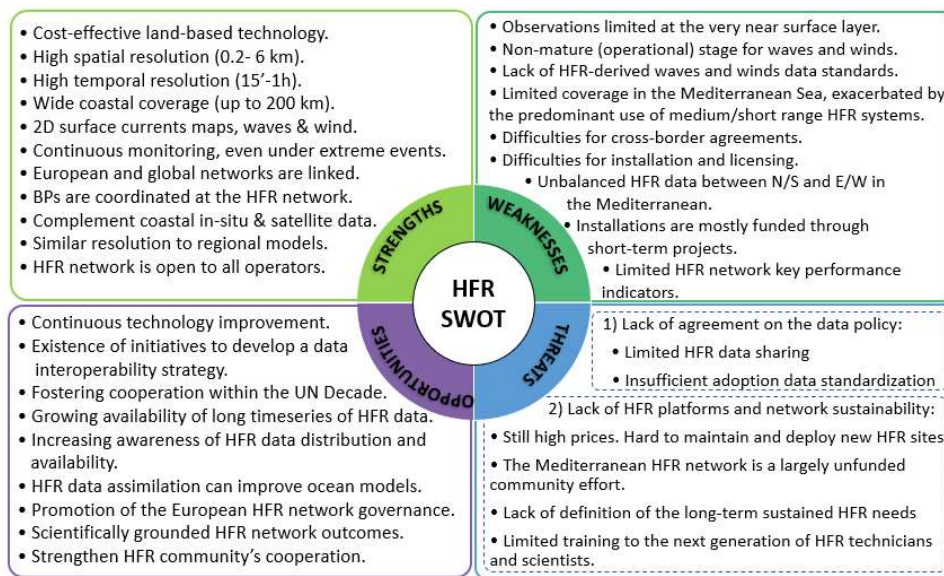 • Cost-effective land-based technology.
• High spatial resolution (0.2- 6 km).
• High temporal resolution (15’-1h).
• Wide coastal coverage (up to 200 km).
• 2D surface currents maps, waves & wind.
• Continuous monitoring, even under extreme events.
• European and global networks are linked.
• BPs are coordinated at the HFR network.
• Complement coastal in-situ & satellite data.
• Similar resolution to regional models.
• HFR network is open to all operators.
• Observations limited at the very near surface layer.
• Non-mature (operational) stage for waves and winds.
• Lack of HFR-derived waves and winds data standards.
• Limited coverage in the Mediterranean Sea, exacerbated by
the predominant use of medium/short range HFR systems.
• Difficulties for cross-border agreements.
• Difficulties for installation and licensing.
• Unbalanced HFR data between N/S and E/W in
the Mediterranean.
• Installations are mostly funded through
short-term projects.
• Limited HFR network key performance
indicators.
STRENGTHS
WEAKNESSES
HFR
SWOT
OPPORTUNITIES
THREATS
• Continuous technology improvement.
• Existence of initiatives to develop a data
interoperability strategy.
• Fostering cooperation within the UN Decade.
• Growing availability of long timeseries of HFR data.
• Increasing awareness of HFR data distribution and
availability.
• HFR data assimilation can improve ocean models.
• Promotion of the European HFR network governance.
• Scientifically grounded HFR network outcomes.
• Strengthen HFR community’s cooperation.
1) Lack of agreement on the data policy:
• Limited HFR data sharing
• Insufficient adoption data standardization
2) Lack of HFR platforms and network sustainability:
• Still high prices. Hard to maintain and deploy new HFR sites
• The Mediterranean HFR network is a largely unfunded
community effort.
• Lack of definition of the long-term sustained HFR needs
• Limited training to the next generation of HFR technicians
and scientists.